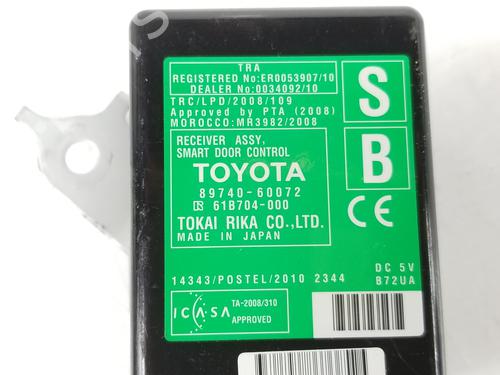 TRA
REGISTERED No:ER0053907/10
DEALER No:0034092/10
TRC/LPD/2008/109
Approved by PTA (2008)
MOROCCO:MR3982/2008
S
B
RECEIVER ASSY,
SMART DOOR CONTROL
TOYOTA
89740-60072
61B704-000
TOKAI RIKA CO.,LTD.
MADE IN JAPAN
CE
14343/POSTEL/2010 2344
DC 5V
B72UA
ICASA
TA-2008/310
APPROVED